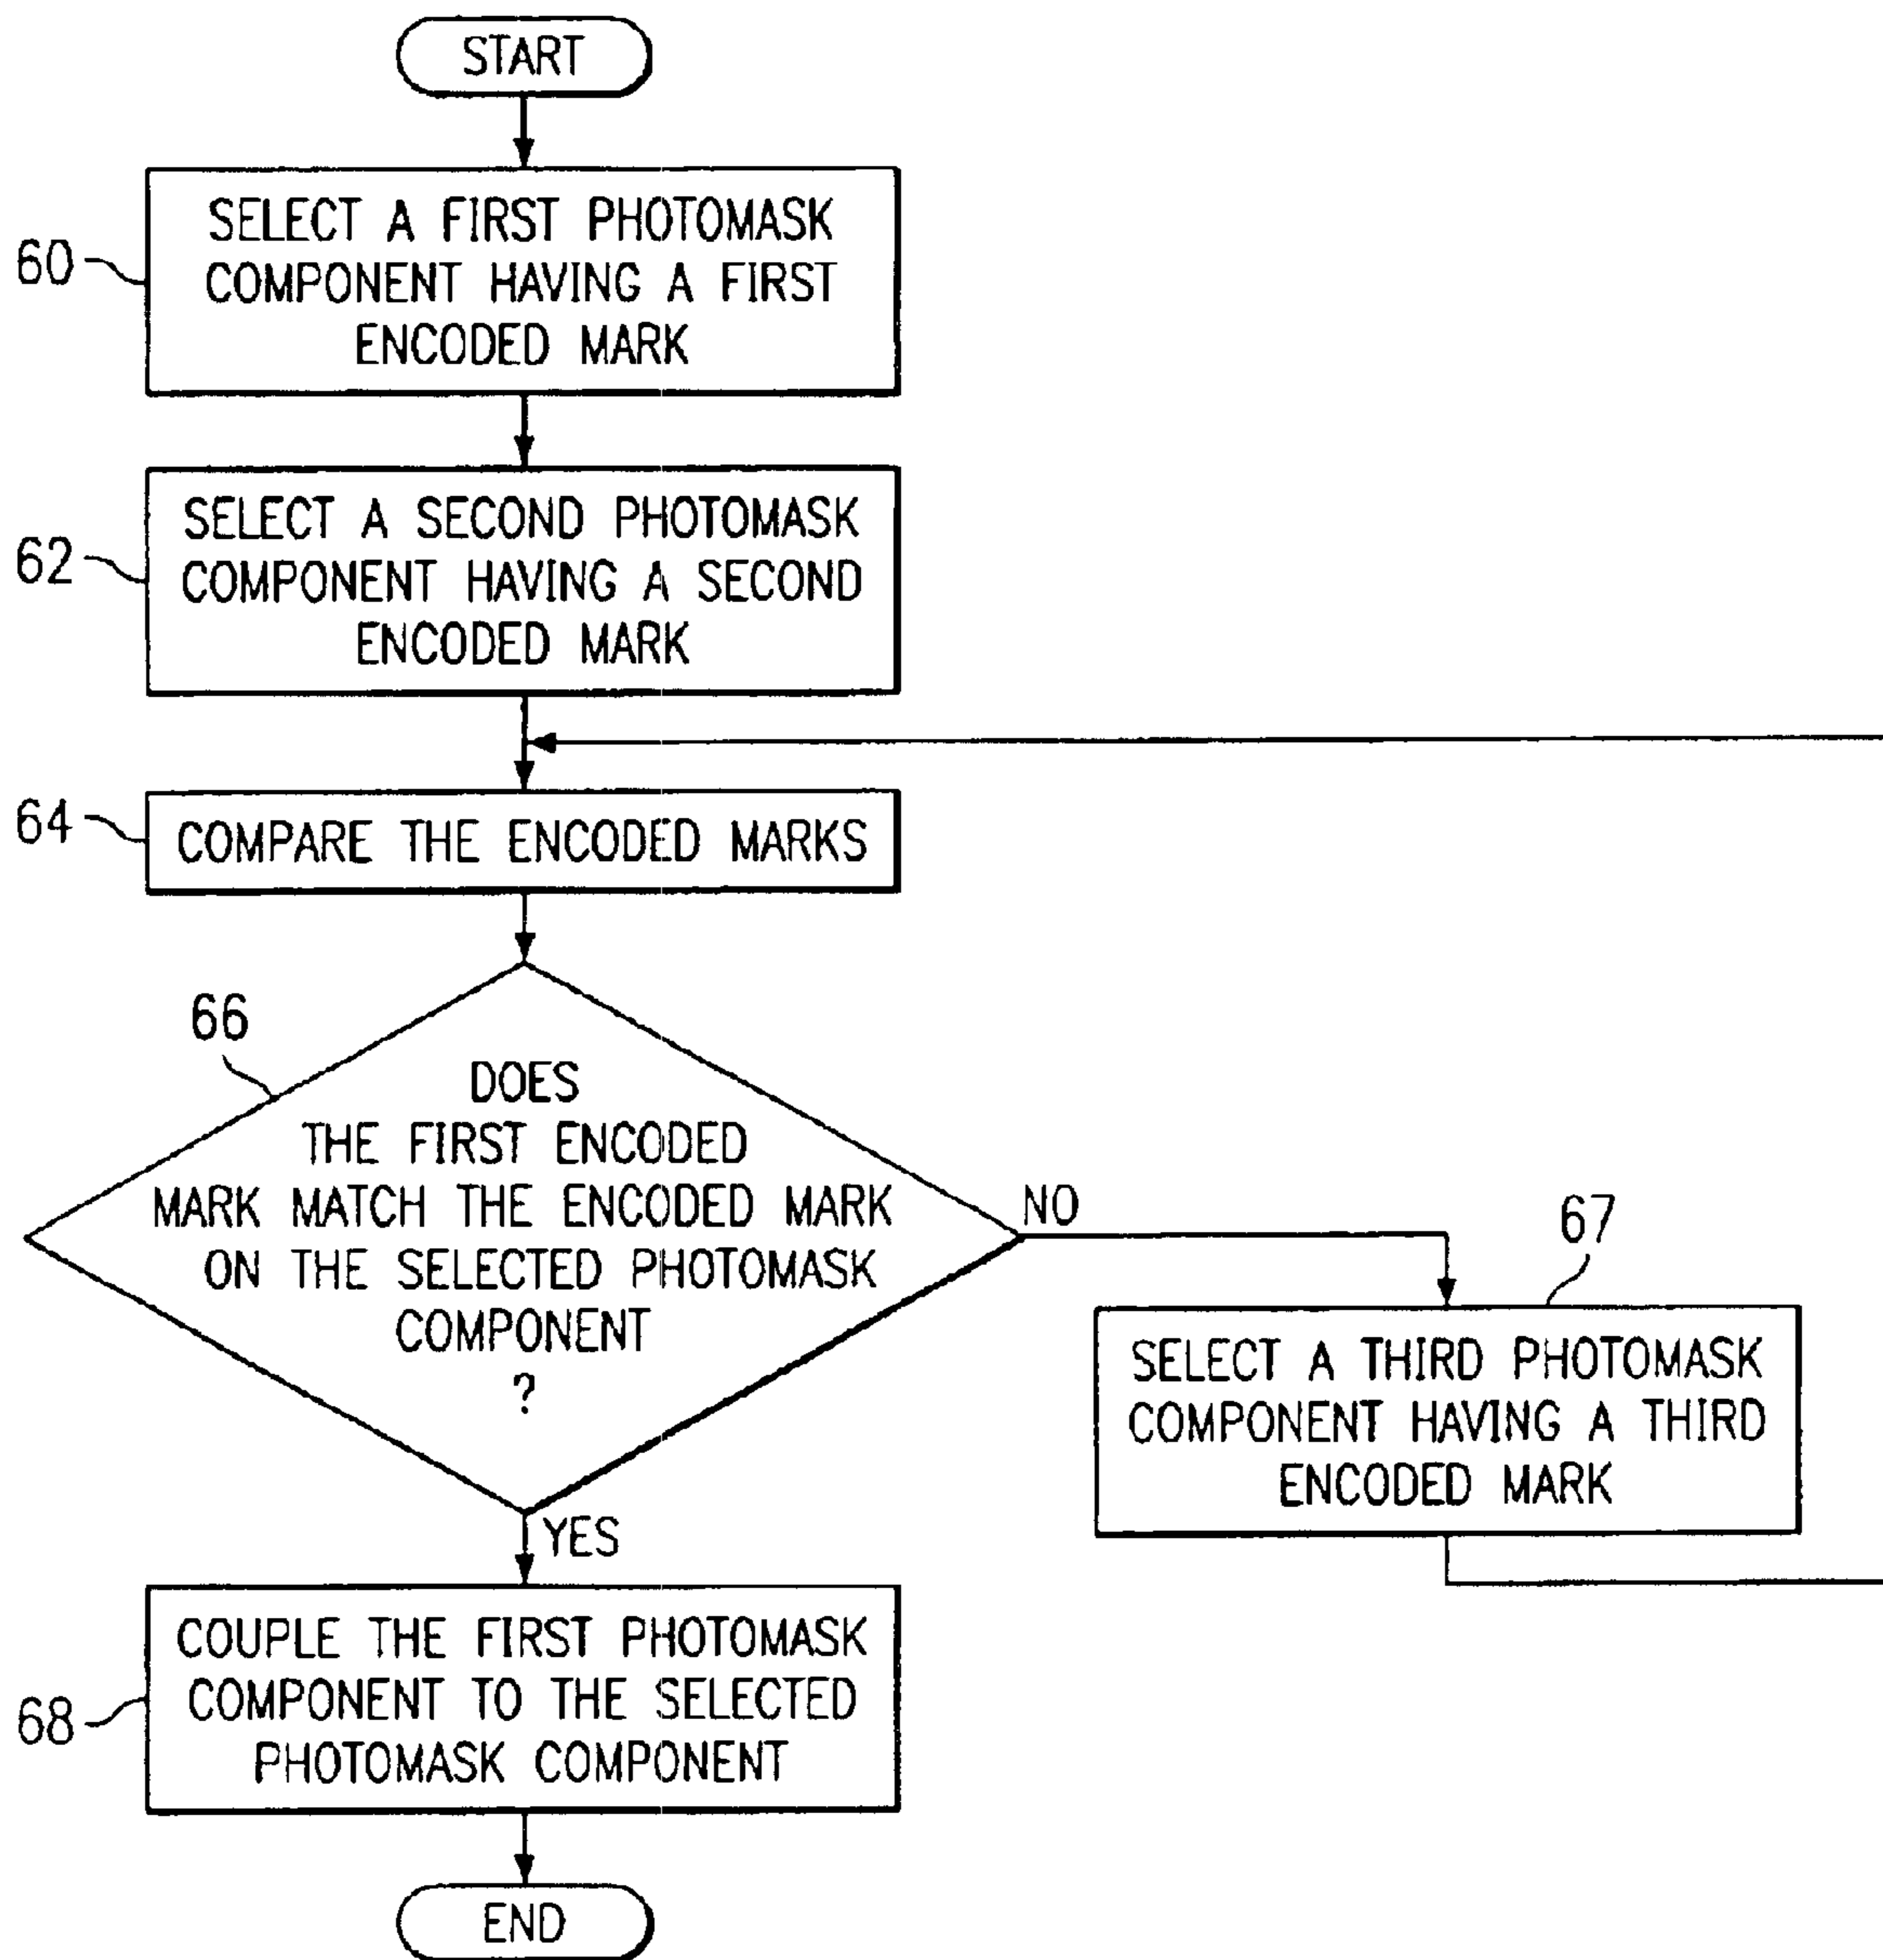 START
60
SELECT A FIRST PHOTOMASK
COMPONENT HAVING A FIRST
ENCODED MARK
62
SELECT A SECOND PHOTOMASK
COMPONENT HAVING A SECOND
ENCODED MARK
64
COMPARE THE ENCODED MARKS
66
DOES
THE FIRST ENCODED
MARK MATCH THE ENCODED MARK
ON THE SELECTED PHOTOMASK
COMPONENT
?
NO
67
SELECT A THIRD PHOTOMASK
COMPONENT HAVING A THIRD
ENCODED MARK
YES
68
COUPLE THE FIRST PHOTOMASK
COMPONENT TO THE SELECTED
PHOTOMASK COMPONENT
END